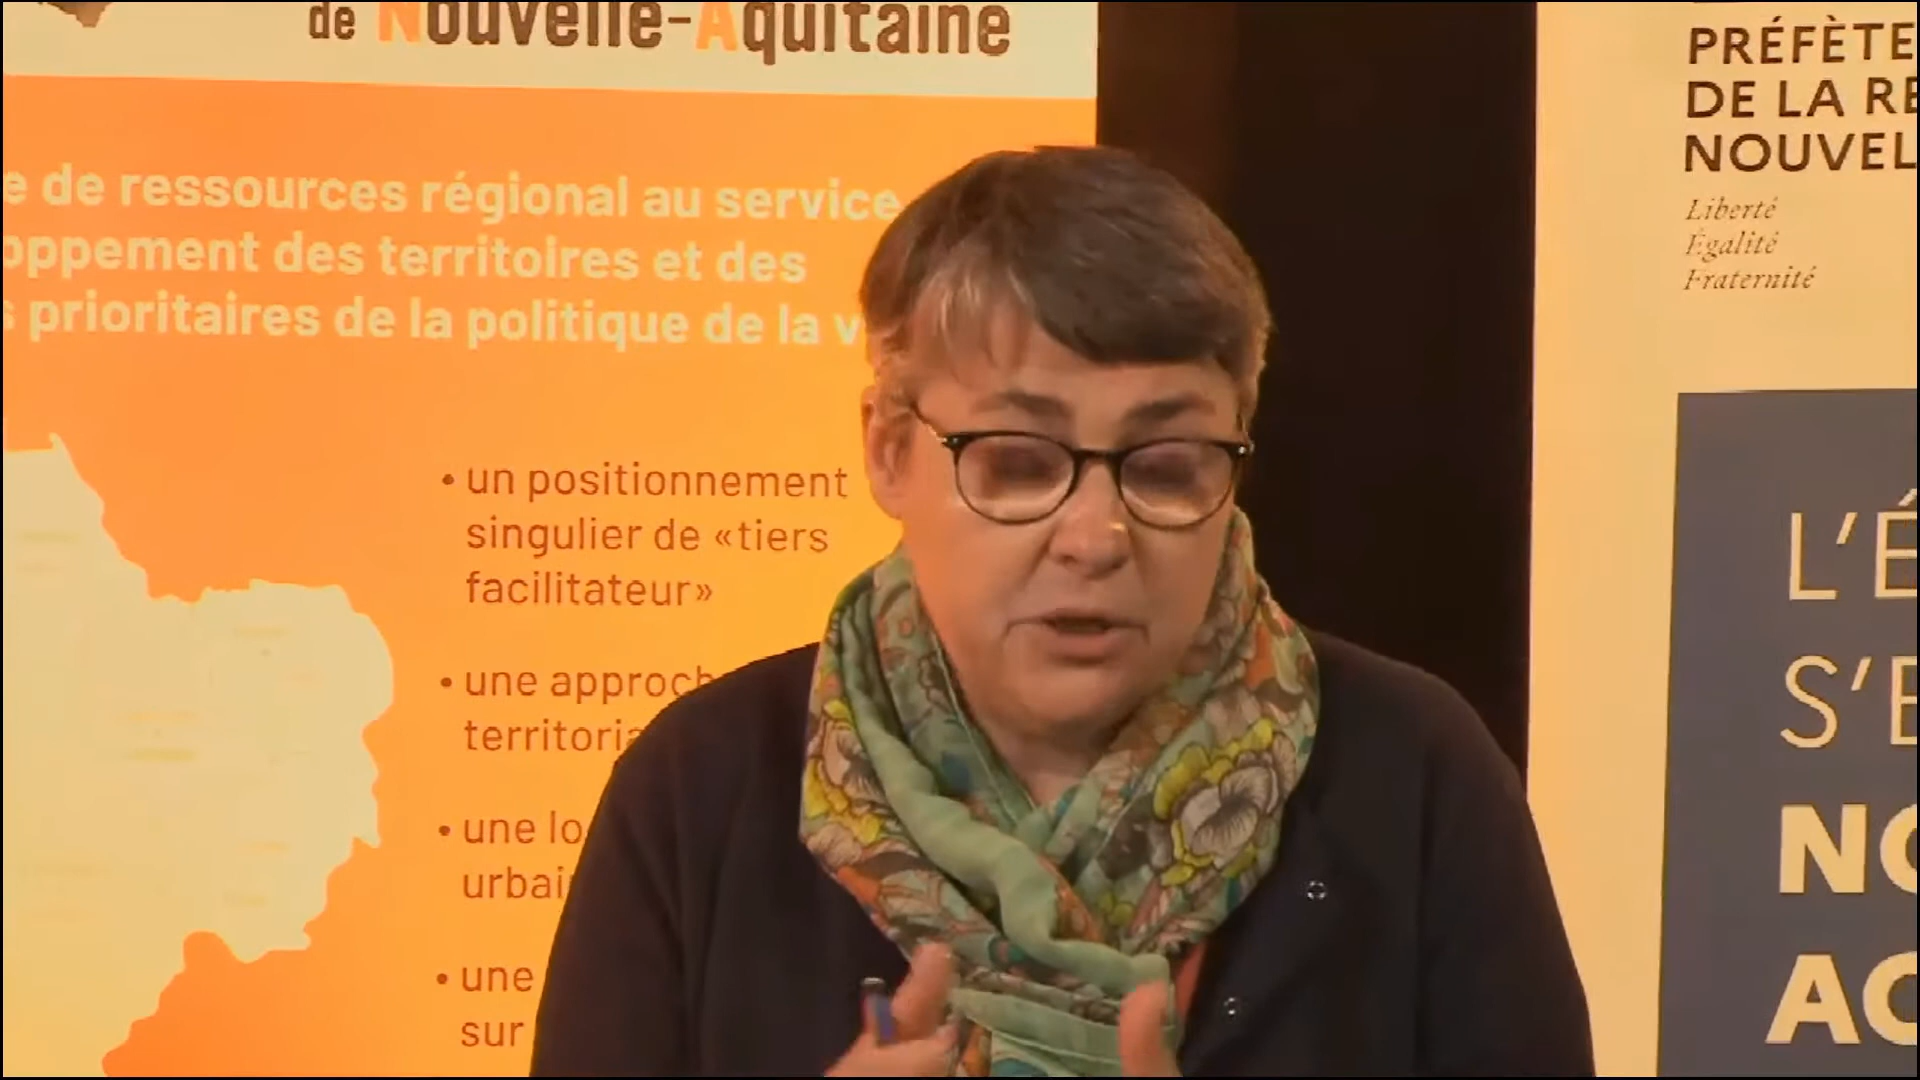 de Nouvelle-Aquitaine
e de ressources régional au service
oppement des territoires et des
s prioritaires de la politique de la v
• un positionnement
singulier de «tiers
facilitateur»
• une approch
territoria
• une lo
urbai
• une
sur
PRÉFÈTE
DE LA RÉ
NOUVEL
Liberté
Égalité
Fraternité
L'É
S'E
NO
AC